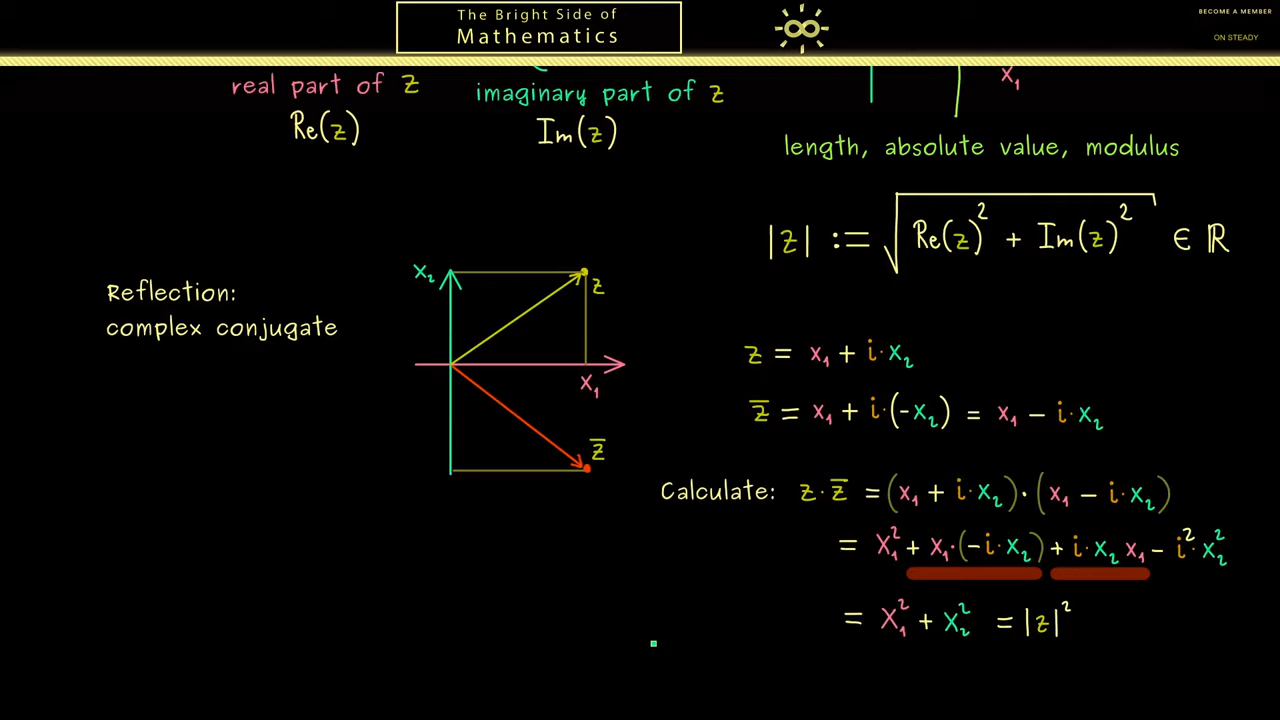 The Bright Side of
Mathematics
BECOME A MEMBER
ON STEADY
real part of z
Re(z)
imaginary part of z
Im(z)
x₁
length, absolute value, modulus
|z| := √(Re(z)² + Im(z)²) ∈ ℝ
Reflection:
complex conjugate
x₂
z
x₁
z̅
z = x₁ + i·x₂
z̅ = x₁ + i·(-x₂) = x₁ - i·x₂
Calculate: z·z̅ = (x₁ + i·x₂)·(x₁ - i·x₂)
= x₁² + x₁·(-i·x₂) + i·x₂ x₁ - i²·x₂²
= x₁² + x₂² = |z|²